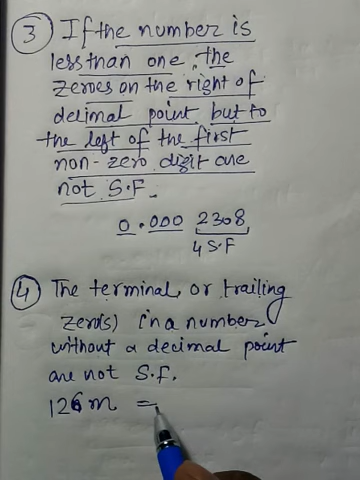 ③ If the number is
less than one, the
zeroes on the right of
decimal point but to
the left of the first
non-zero digit are
not S.F.
0.000 2308
4 S.F
④ The terminal or trailing
zero(s) in a number
without a decimal point
are not S.F.
126 m =